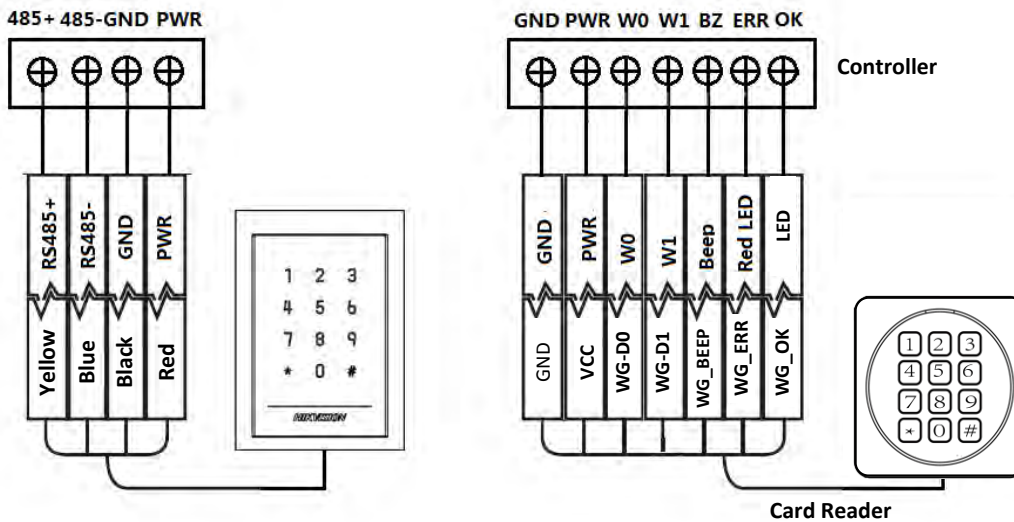 485+ 485- GND PWR
RS485+ RS485- GND PWR
Yellow Blue Black Red
1 2 3
4 5 6
7 8 9
* 0 #
HIKVISION
GND PWR W0 W1 BZ ERR OK
Controller
GND PWR W0 W1 Beep Red LED LED
GND VCC WG-D0 WG-D1 WG_BEEP WG_ERR WG_OK
1 2 3
4 5 6
7 8 9
* 0 #
Card Reader